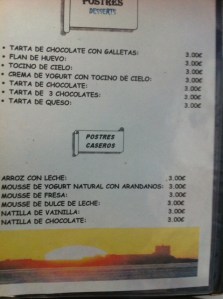 POSTRES
DESSERTS
• TARTA DE CHOCOLATE CON GALLETAS: 3.00€
• FLAN DE HUEVO: 3.00€
• TOCINO DE CIELO: 3.00€
• CREMA DE YOGURT CON TOCINO DE CIELO: 3.00€
• TARTA DE CHOCOLATE: 3.00€
• TARTA DE 3 CHOCOLATES: 3.00€
• TARTA DE QUESO: 3.00€
POSTRES
CASEROS
ARROZ CON LECHE: 3.00€
MOUSSE DE YOGURT NATURAL CON ARANDANOS: 3.00€
MOUSSE DE FRESA: 3.00€
MOUSSE DE DULCE DE LECHE: 3.00€
NATILLA DE VAINILLA: 3.00€
NATILLA DE CHOCOLATE: 3.00€